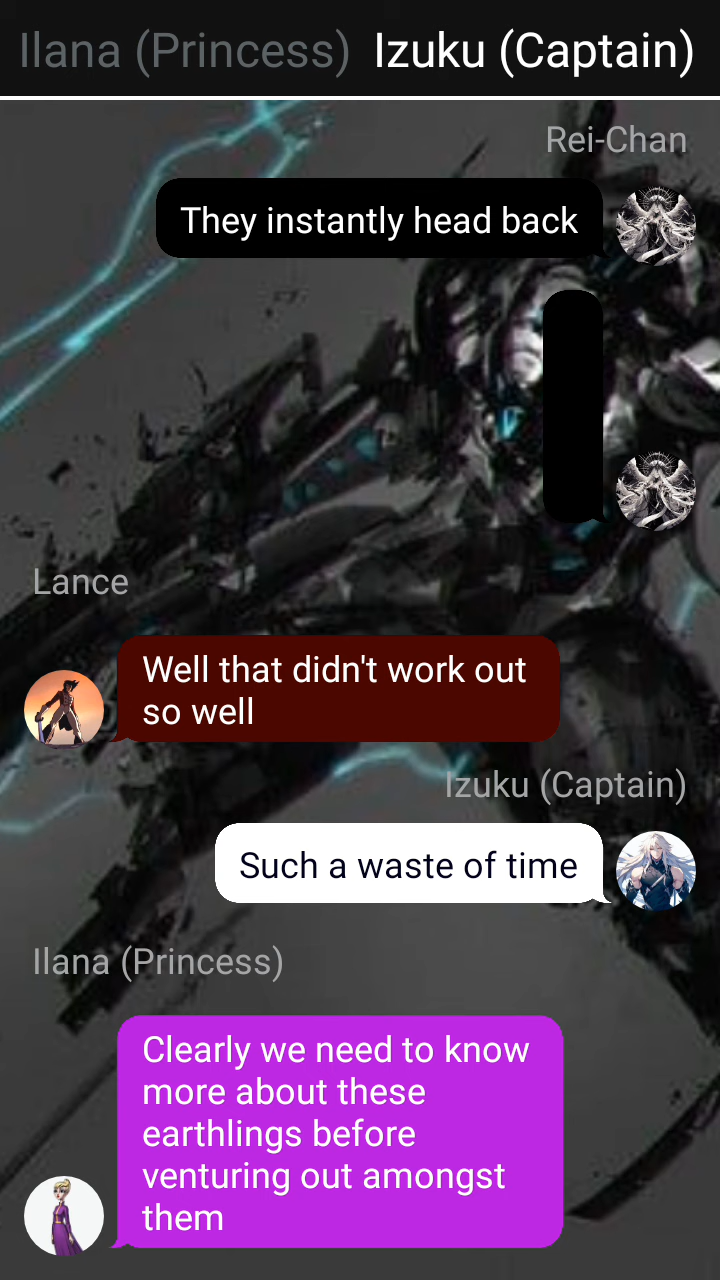 Ilana (Princess) Izuku (Captain)
Rei-Chan
They instantly head back
Lance
Well that didn't work out
so well
Izuku (Captain)
Such a waste of time
Ilana (Princess)
Clearly we need to know
more about these
earthlings before
venturing out amongst
them